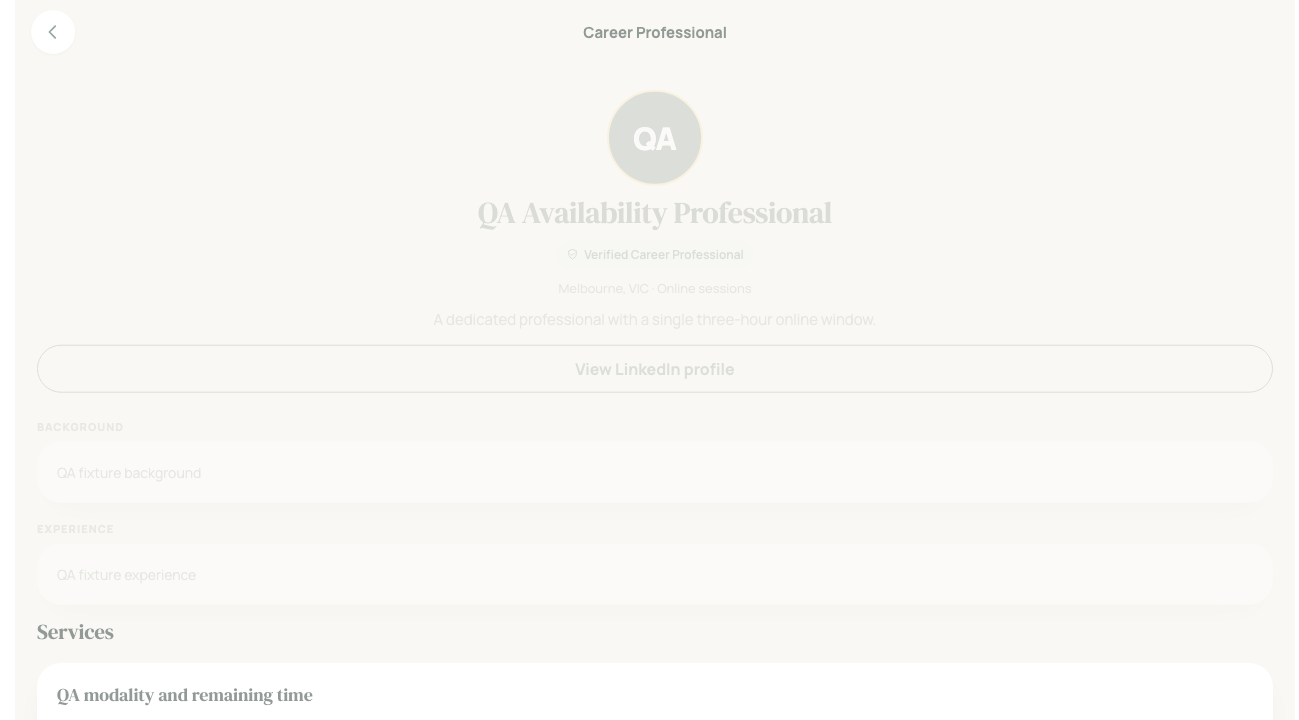 Career Professional
QA
QA Availability Professional
Verified Career Professional
Melbourne, VIC · Online sessions
A dedicated professional with a single three-hour online window.
View LinkedIn profile
BACKGROUND
QA fixture background
EXPERIENCE
QA fixture experience
Services
QA modality and remaining time